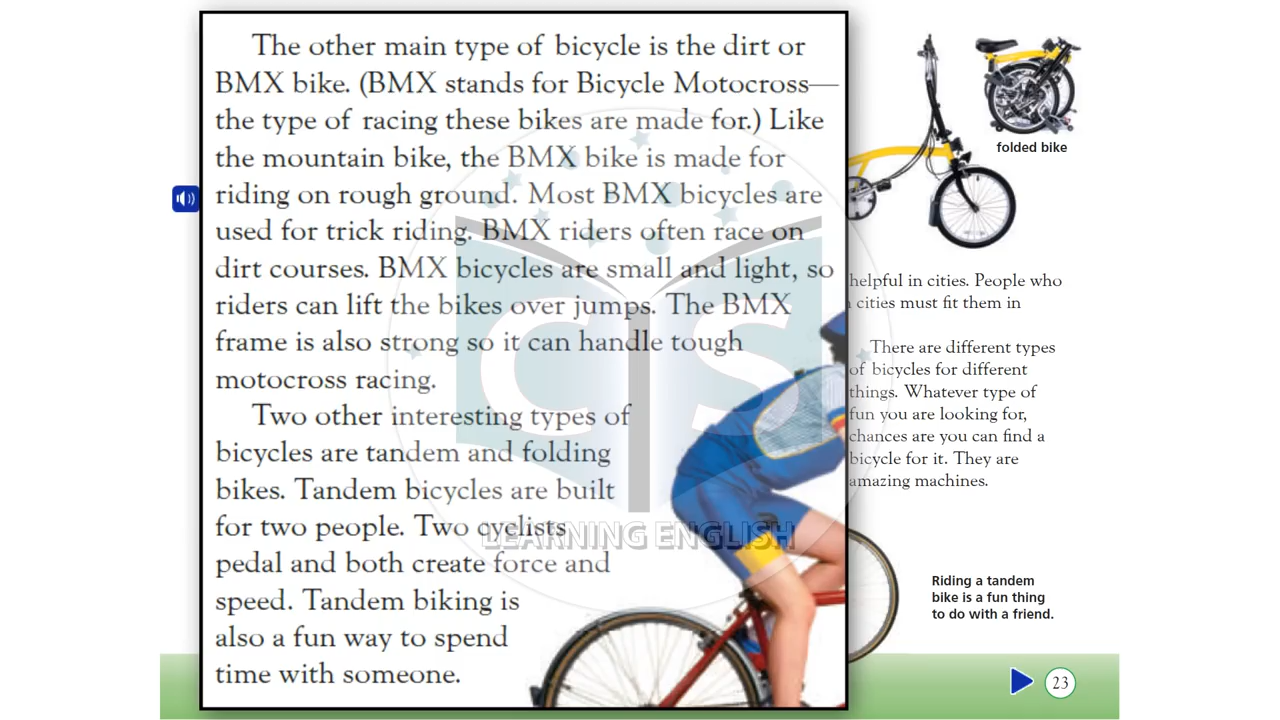 The other main type of bicycle is the dirt or
BMX bike. (BMX stands for Bicycle Motocross—
the type of racing these bikes are made for.) Like
the mountain bike, the BMX bike is made for
riding on rough ground. Most BMX bicycles are
used for trick riding. BMX riders often race on
dirt courses. BMX bicycles are small and light, so
riders can lift the bikes over jumps. The BMX
frame is also strong so it can handle tough
motocross racing.
Two other interesting types of
bicycles are tandem and folding
bikes. Tandem bicycles are built
for two people. Two cyclists
pedal and both create force and
speed. Tandem biking is
also a fun way to spend
time with someone.
folded bike
helpful in cities. People who
cities must fit them in
There are different types
of bicycles for different
things. Whatever type of
fun you are looking for,
chances are you can find a
bicycle for it. They are
amazing machines.
Riding a tandem
bike is a fun thing
to do with a friend.
23
CIS
LEARNING ENGLISH